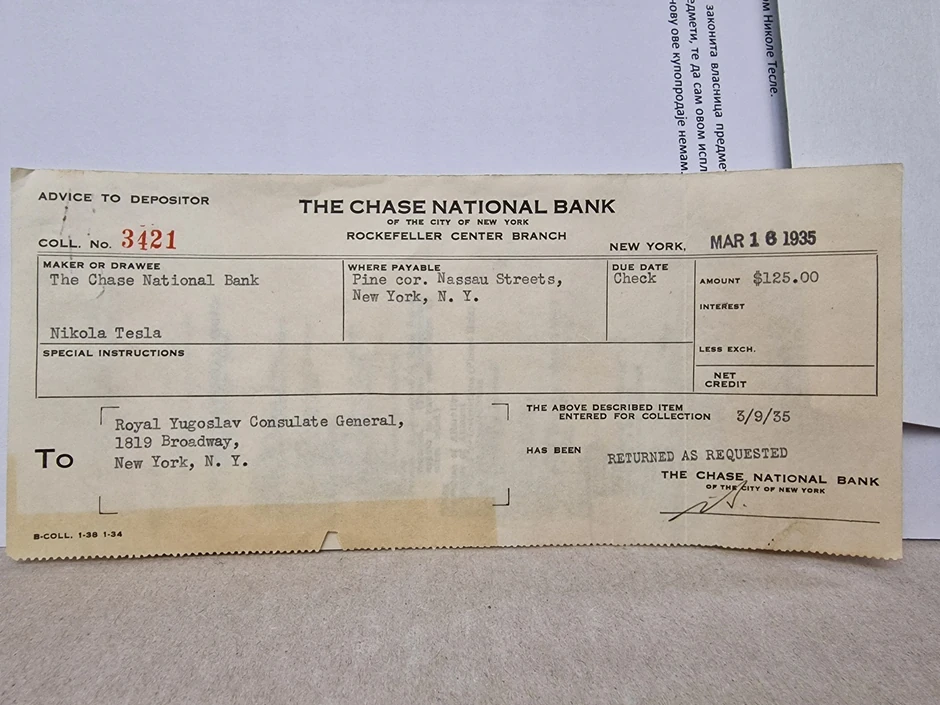 ом Николе Тесле.
законита власница предме
едмети, те да сам овом испл
нову ове купопродаје немам.
ADVICE TO DEPOSITOR
THE CHASE NATIONAL BANK
OF THE CITY OF NEW YORK
ROCKEFELLER CENTER BRANCH
COLL. No. 3421
NEW YORK, MAR 16 1935
MAKER OR DRAWEE
The Chase National Bank
Nikola Tesla
WHERE PAYABLE
Pine cor. Nassau Streets,
New York, N. Y.
DUE DATE
Check
AMOUNT $125.00
INTEREST
LESS EXCH.
NET
CREDIT
SPECIAL INSTRUCTIONS
TO
Royal Yugoslav Consulate General,
1819 Broadway,
New York, N. Y.
THE ABOVE DESCRIBED ITEM
ENTERED FOR COLLECTION 3/9/35
HAS BEEN RETURNED AS REQUESTED
THE CHASE NATIONAL BANK
OF THE CITY OF NEW YORK
B-COLL. 1-38 1-34